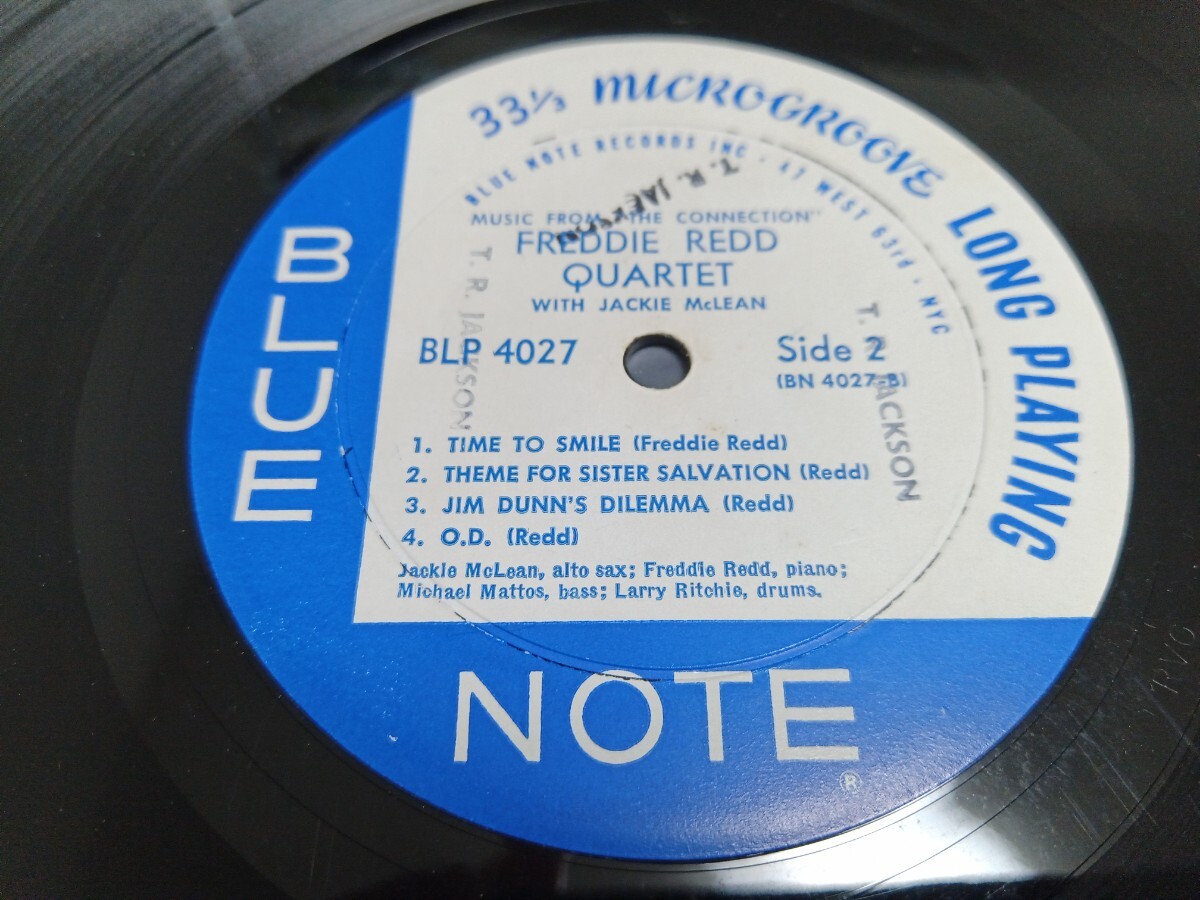 33 1/3 MICROGROOVE LONG PLAYING
BLUE NOTE RECORDS INC • 47 WEST 63rd • NYC
T. R. JACKSON
MUSIC FROM "THE CONNECTION"
FREDDIE REDD
QUARTET
WITH JACKIE McLEAN
T. R. JACKSON
T. R. JACKSON
BLP 4027
Side 2
(BN 4027-B)
1. TIME TO SMILE (Freddie Redd)
2. THEME FOR SISTER SALVATION (Redd)
3. JIM DUNN'S DILEMMA (Redd)
4. O.D. (Redd)
Jackie McLean, alto sax; Freddie Redd, piano;
Michael Mattos, bass; Larry Ritchie, drums.
BLUE
NOTE
®
RVG